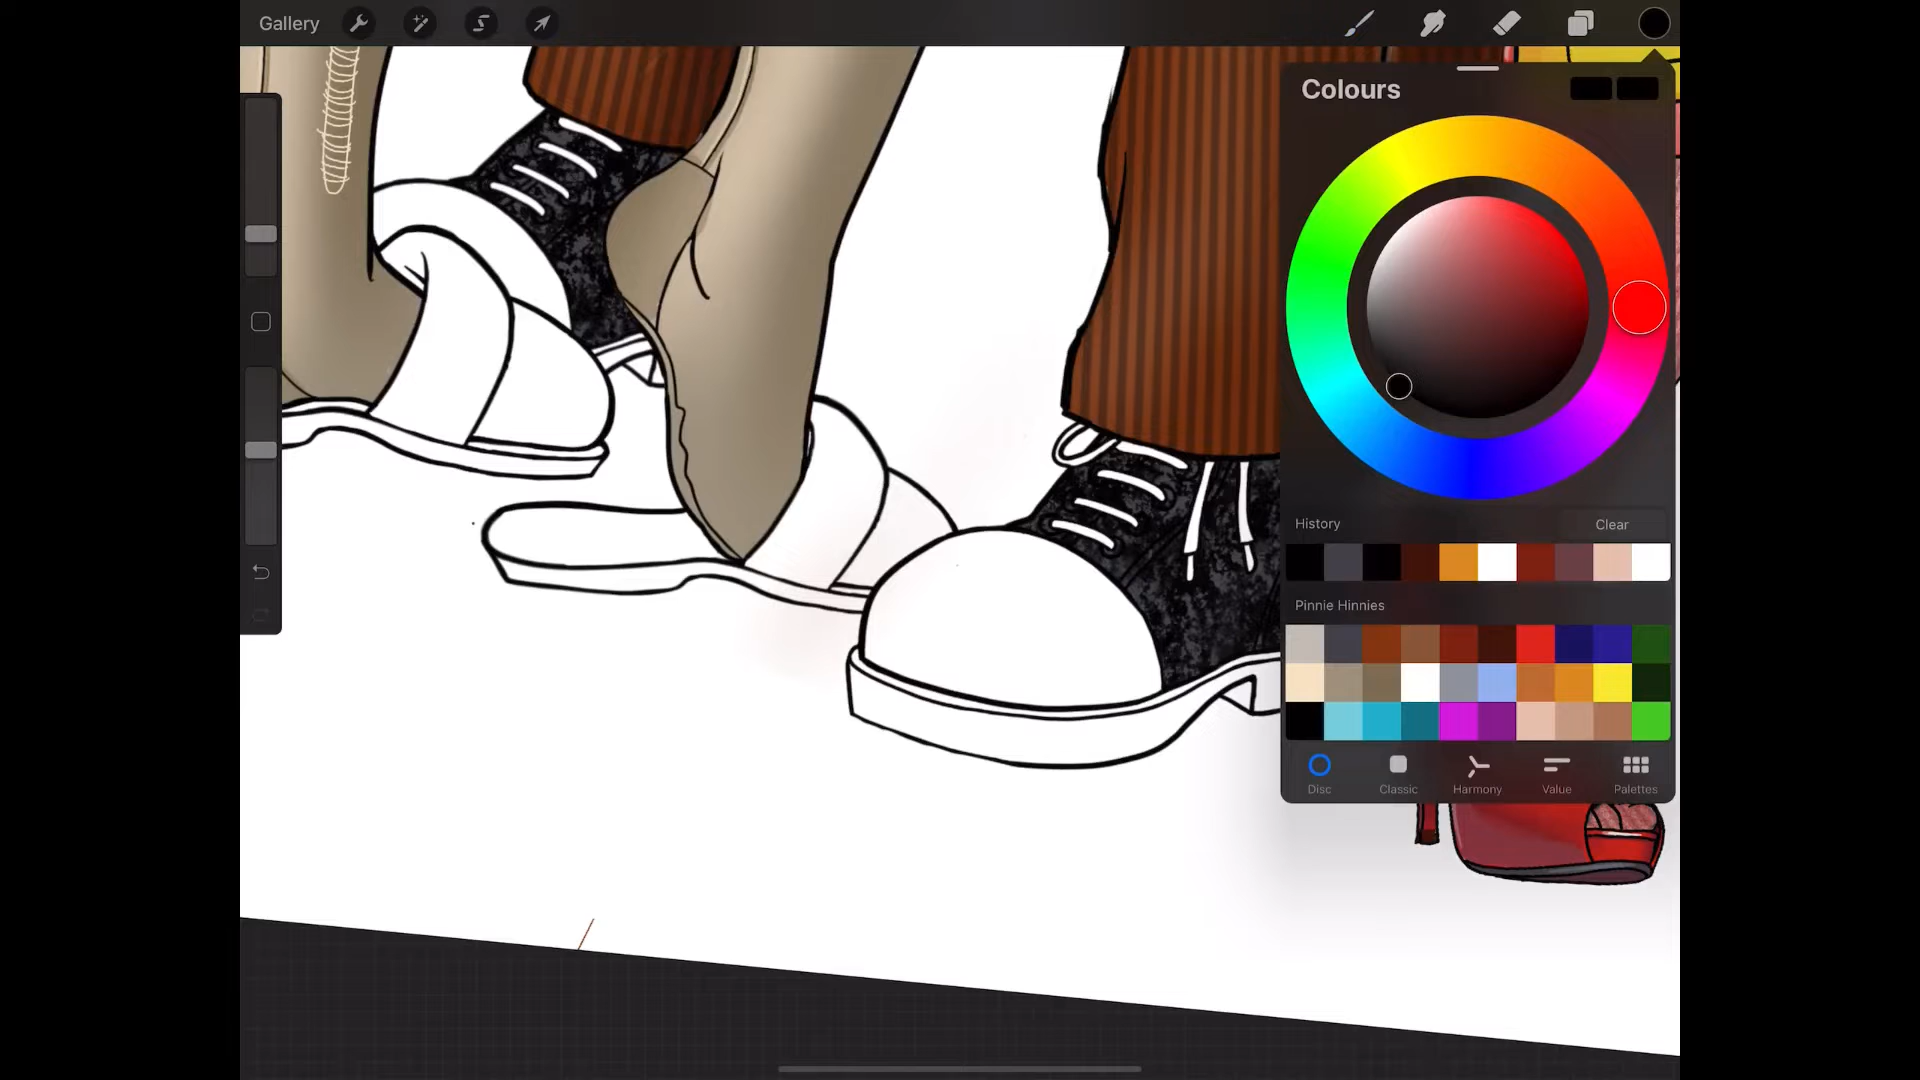 Gallery
Colours
History Clear
Pinnie Hinnies
Disc Classic Harmony Value Palettes